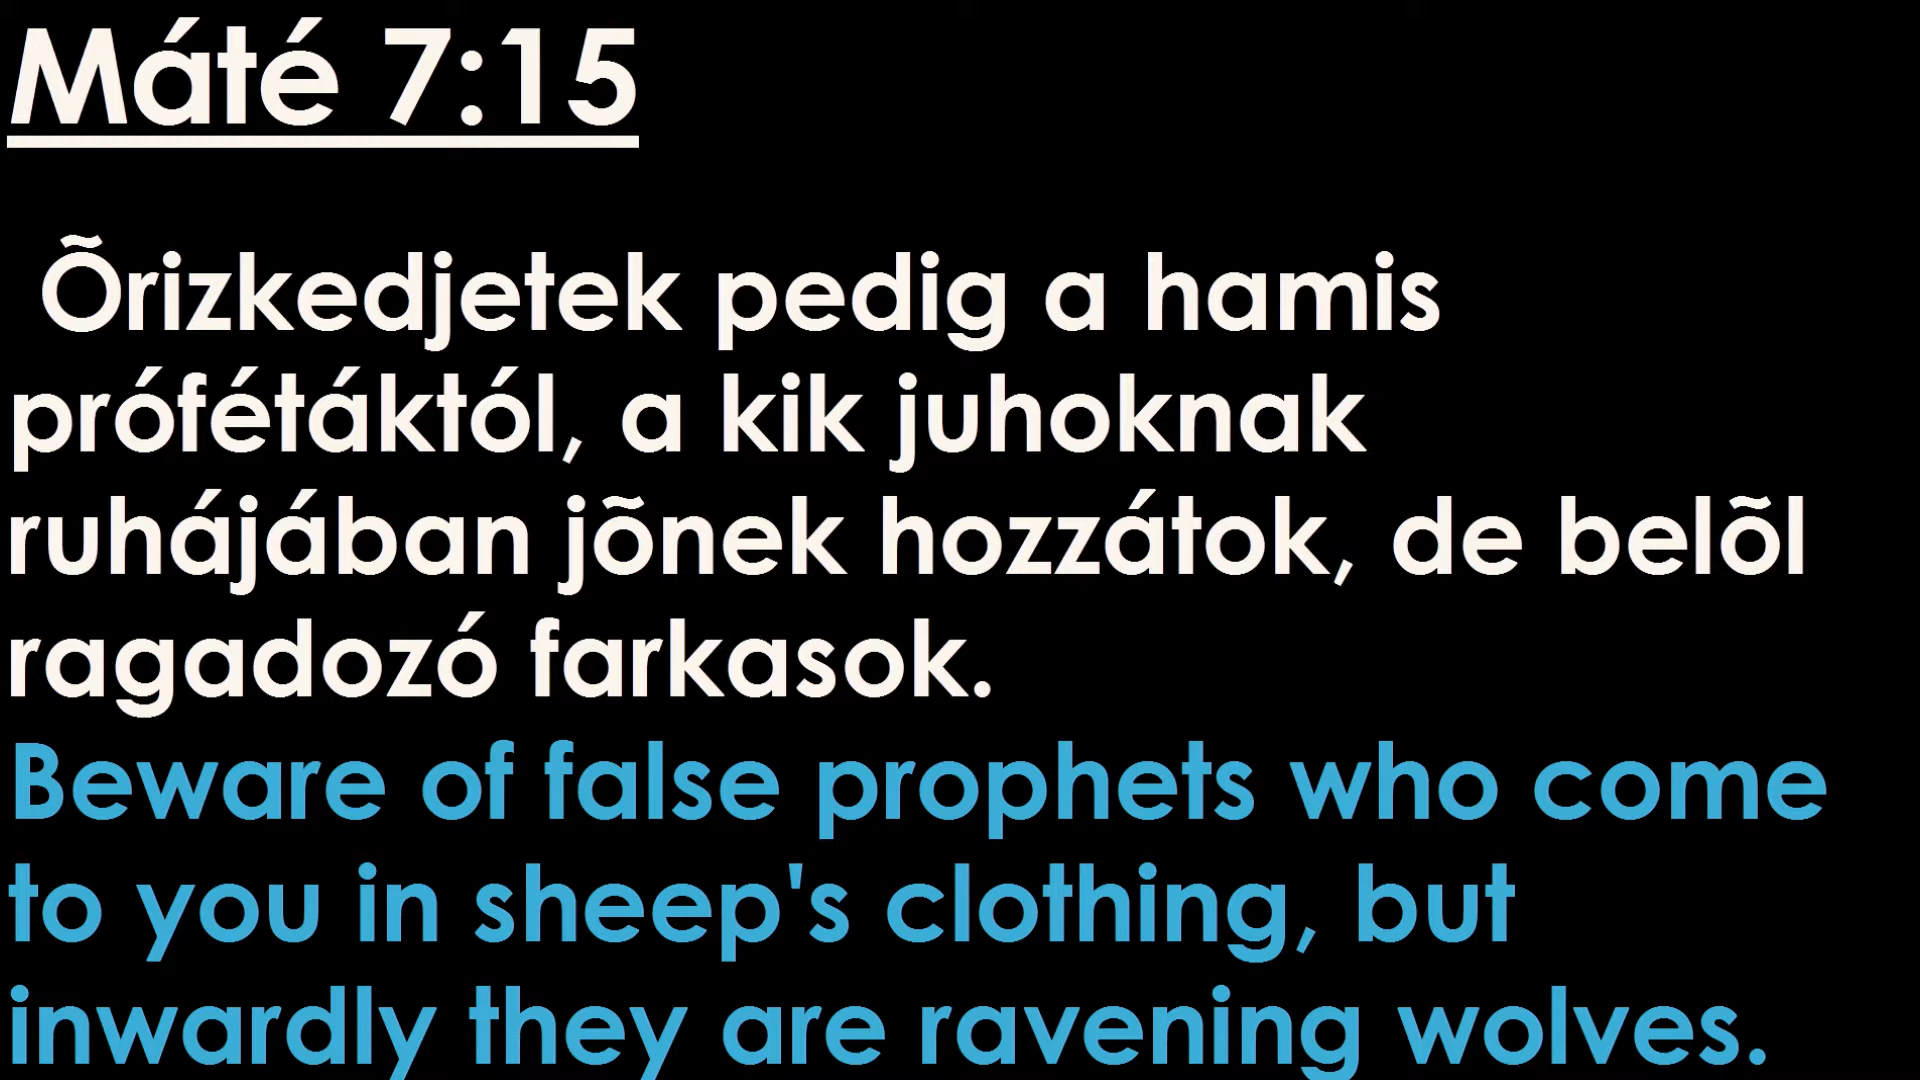 Máté 7:15
Õrizkedjetek pedig a hamis
prófétáktól, a kik juhoknak
ruhájában jõnek hozzátok, de belõl
ragadozó farkasok.
Beware of false prophets who come
to you in sheep's clothing, but
inwardly they are ravening wolves.